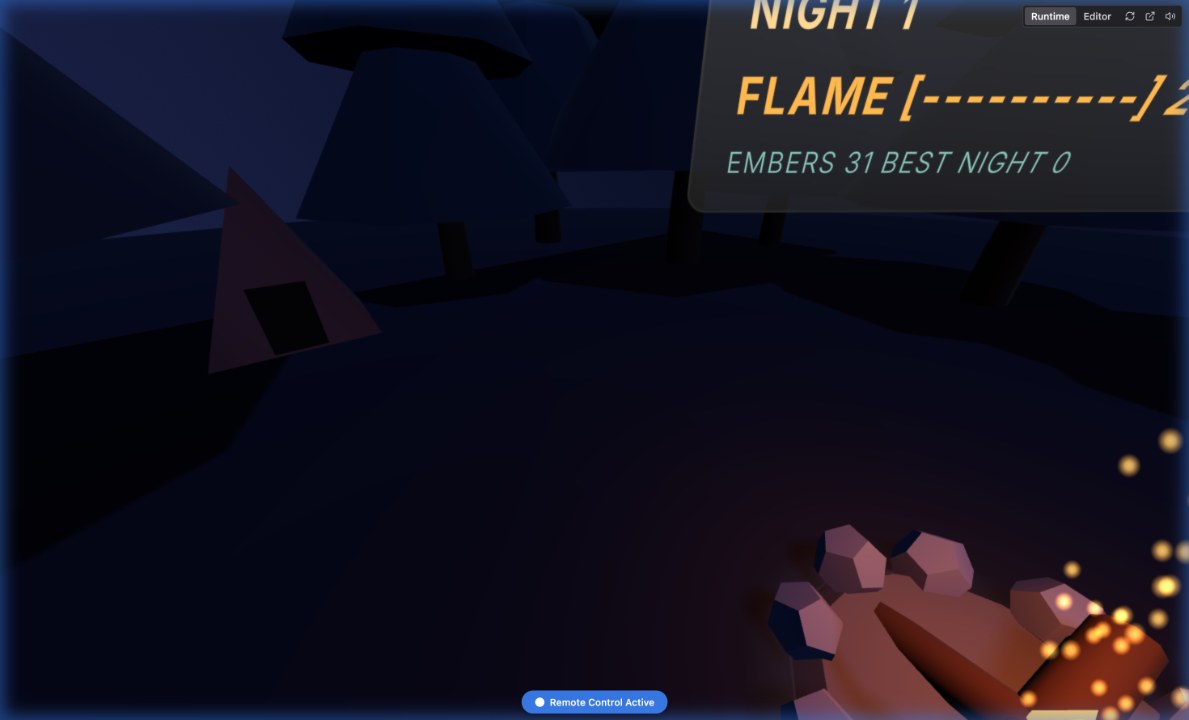 Runtime Editor
NIGHT 1
FLAME [----------] 2
EMBERS 31 BEST NIGHT 0
Remote Control Active